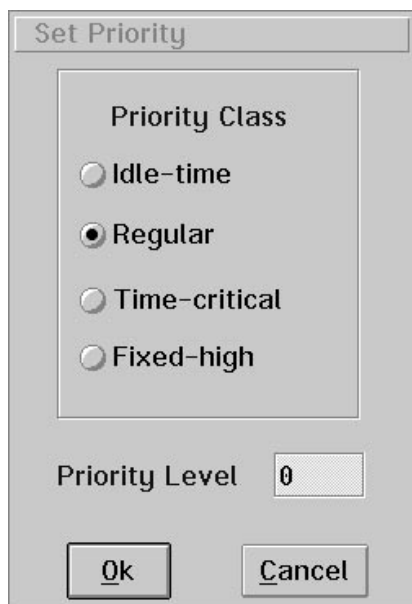 Set Priority
Priority Class
Idle-time
Regular
Time-critical
Fixed-high
Priority Level 0
Ok Cancel